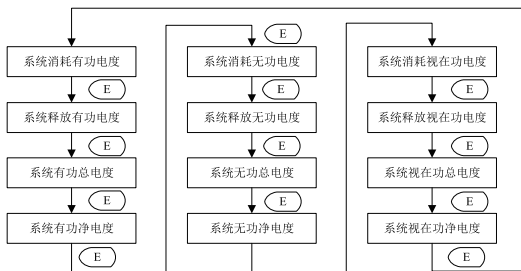 E
系统消耗有功电度
系统消耗无功电度
系统消耗视在功电度
E
E
E
系统释放有功电度
系统释放无功电度
系统释放视在功电度
E
E
E
系统有功总电度
系统无功总电度
系统视在功总电度
E
E
E
系统有功净电度
系统无功净电度
系统视在功净电度
E
E